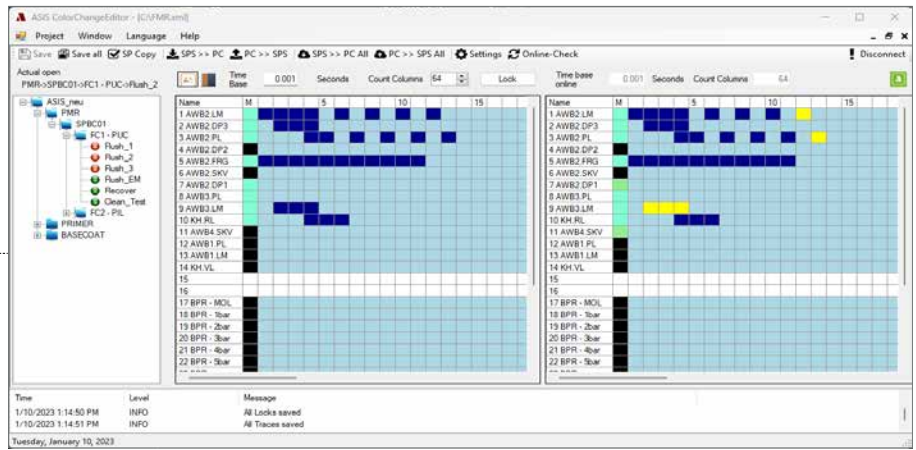 ASIS ColorChangeEditor - [C:\FMR.xml]
Project Window Language Help
Save Save all SP Copy SPS >> PC PC >> SPS SPS >> PC All PC >> SPS All Settings Online-Check Disconnect
Actual open
PMR->SPBC01->FC1 - PUC->Flush_2
Time Base 0.001 Seconds Count Columns 64 Lock
Time base online 0.001 Seconds Count Columns 64
ASIS_neu
PMR
SPBC01
FC1 - PUC
Flush_1
Flush_2
Flush_3
Flush_EM
Recover
Clean_Test
FC2 - PIL
PRIMER
BASECOAT
Name M 5 10 15
1 AWB2.LM
2 AWB2.DP3
3 AWB2.PL
4 AWB2.DP2
5 AWB2.FRG
6 AWB2.SKV
7 AWB2.DP1
8 AWB3.PL
9 AWB3.LM
10 KH.RL
11 AWB4.SKV
12 AWB1.PL
13 AWB1.LM
14 KH.VL
15
16
17 BPR - MOL
18 BPR - 1bar
19 BPR - 2bar
20 BPR - 3bar
21 BPR - 4bar
22 BPR - 5bar
Name M 5 10 15
1 AWB2.LM
2 AWB2.DP3
3 AWB2.PL
4 AWB2.DP2
5 AWB2.FRG
6 AWB2.SKV
7 AWB2.DP1
8 AWB3.PL
9 AWB3.LM
10 KH.RL
11 AWB4.SKV
12 AWB1.PL
13 AWB1.LM
14 KH.VL
15
16
17 BPR - MOL
18 BPR - 1bar
19 BPR - 2bar
20 BPR - 3bar
21 BPR - 4bar
22 BPR - 5bar
Time Level Message
1/10/2023 1:14:50 PM INFO All Locks saved
1/10/2023 1:14:51 PM INFO All Traces saved
Tuesday, January 10, 2023